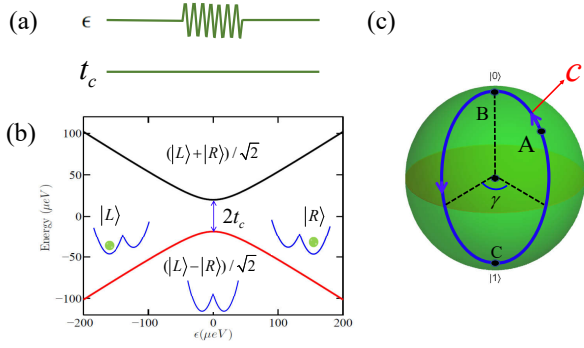 (a)
ϵ
t_c
(b)
100
50
0
−50
−100
Energy (μeV)
(|L⟩+|R⟩)/√2
|L⟩
|R⟩
2t_c
(|L⟩−|R⟩)/√2
−200
−100
0
100
200
ϵ(μeV)
(c)
c
|0⟩
B
A
γ
C
|1⟩